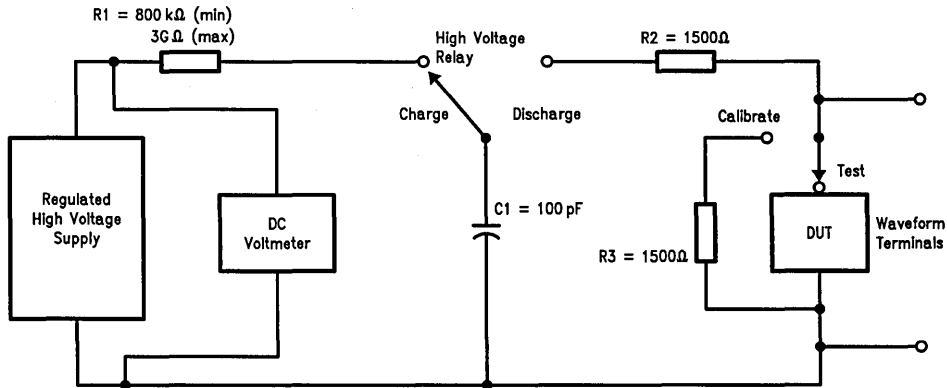 R1 = 800 kΩ (min)
3G Ω (max)
High Voltage
Relay
R2 = 1500Ω
Charge
Discharge
Calibrate
Test
Regulated
High Voltage
Supply
DC
Voltmeter
C1 = 100 pF
R3 = 1500Ω
DUT
Waveform
Terminals